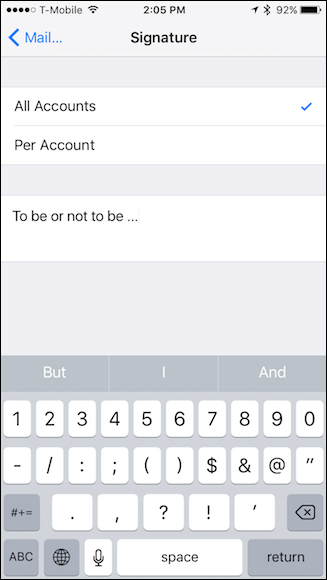 T-Mobile 2:05 PM 92%
Mail... Signature
All Accounts
Per Account
To be or not to be ...
But I And
1 2 3 4 5 6 7 8 9 0
- / : ; ( ) $ & @ "
#+= . , ? ! ' 
ABC space return